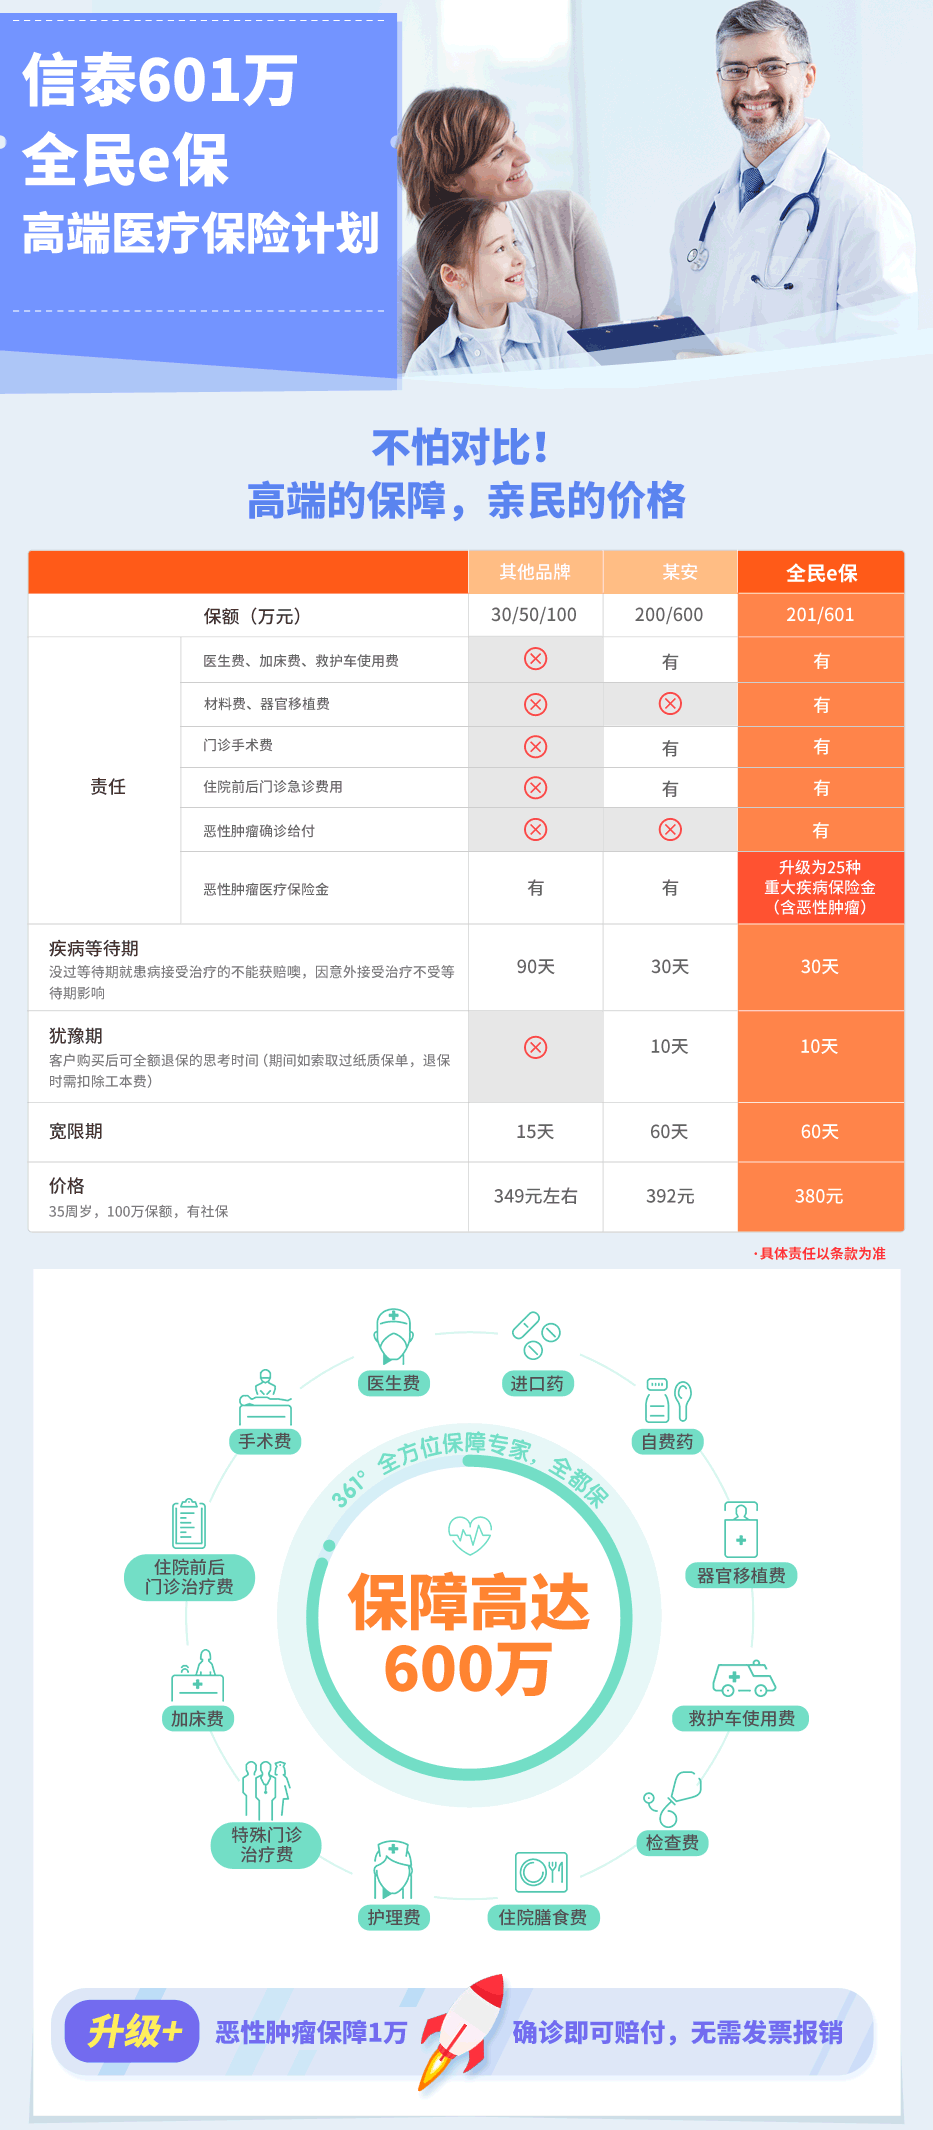 信泰601万
全民e保
高端医疗保险计划
不怕对比！
高端的保障，亲民的价格
其他品牌 某安 全民e保
保额（万元） 30/50/100 200/600 201/601
责任
医生费、加床费、救护车使用费 有 有
材料费、器官移植费 有
门诊手术费 有 有
住院前后门诊急诊费用 有 有
恶性肿瘤确诊给付 有
恶性肿瘤医疗保险金 有 有
升级为25种
重大疾病保险金
（含恶性肿瘤）
疾病等待期
没过等待期就患病接受治疗的不能获赔噢，因意外接受治疗不受等
待期影响
90天 30天 30天
犹豫期
客户购买后可全额退保的思考时间（期间如索取过纸质保单，退保
时需扣除工本费）
10天 10天
宽限期 15天 60天 60天
价格
35周岁，100万保额，有社保
349元左右 392元 380元
·具体责任以条款为准
医生费
进口药
手术费
自费药
361°全方位保障专家，全都保
住院前后
门诊治疗费
器官移植费
保障高达
600万
加床费
救护车使用费
特殊门诊
治疗费
检查费
护理费
住院膳食费
升级+ 恶性肿瘤保障1万 确诊即可赔付，无需发票报销